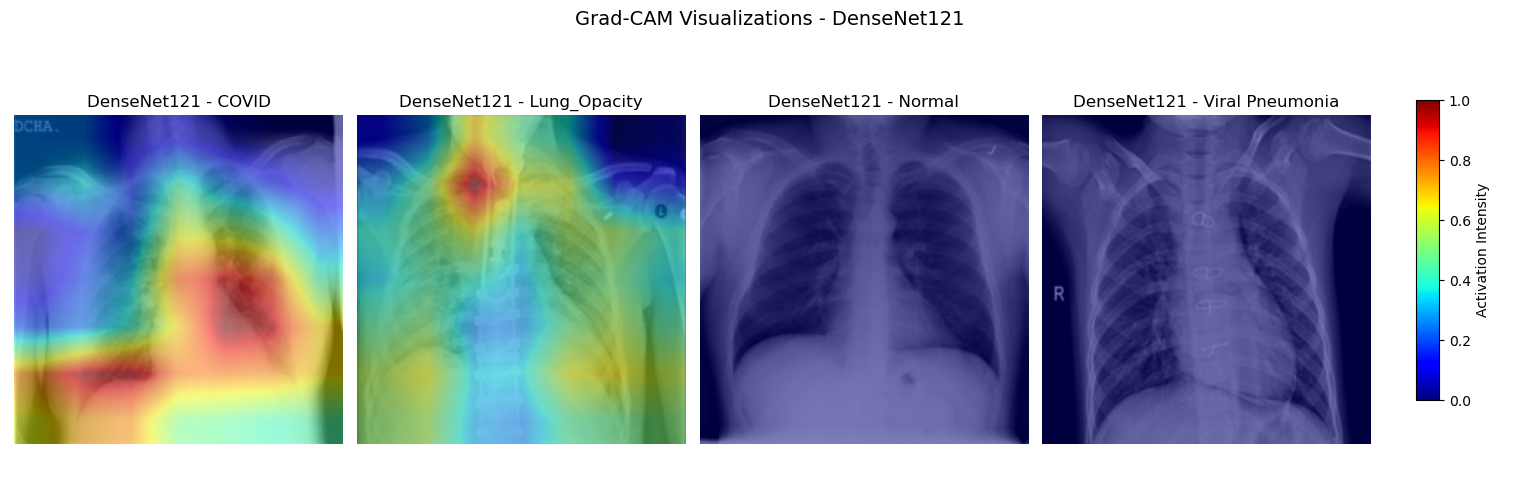 Grad-CAM Visualizations - DenseNet121
DenseNet121 - COVID
DenseNet121 - Lung_Opacity
DenseNet121 - Normal
DenseNet121 - Viral Pneumonia
DCHA.
R
1.0
0.8
0.6
0.4
0.2
0.0
Activation Intensity